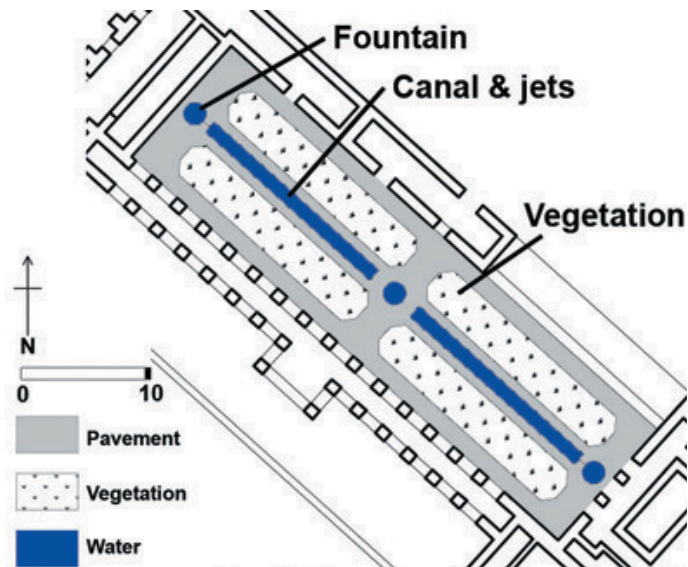 Fountain
Canal & jets
Vegetation
N
0 10
Pavement
Vegetation
Water